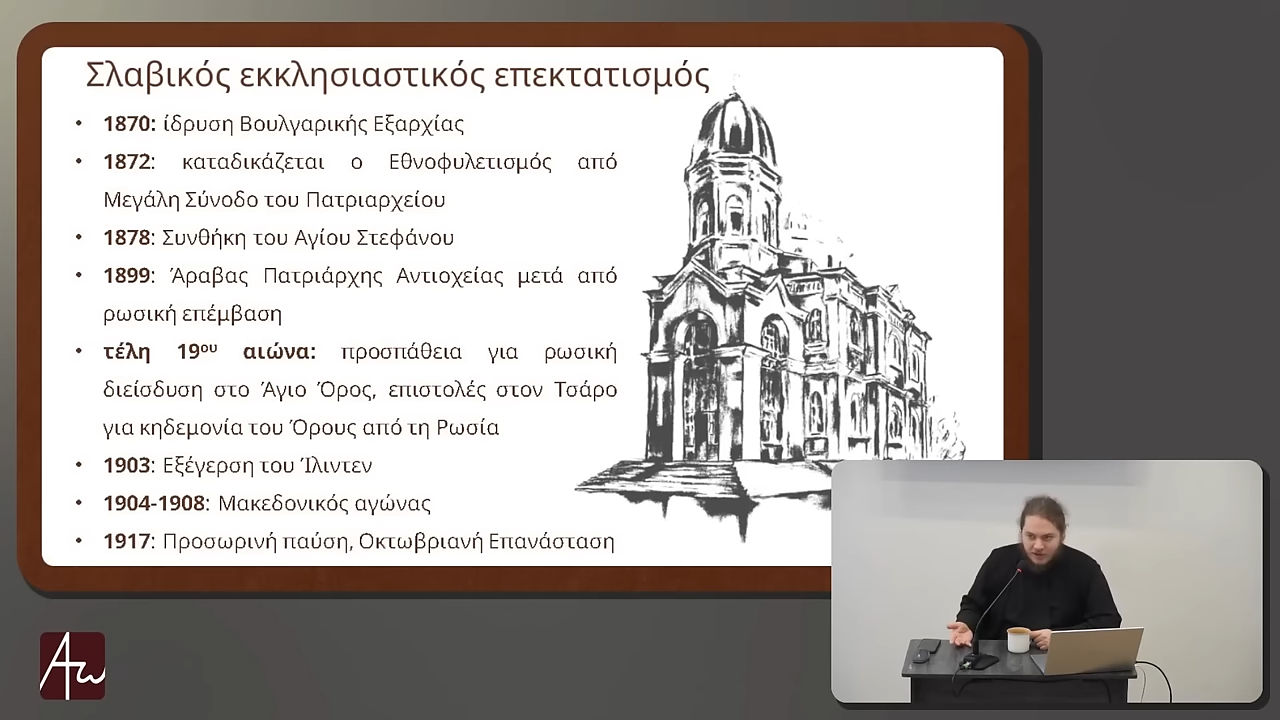 Σλαβικός εκκλησιαστικός επεκτατισμός
• 1870: ίδρυση Βουλγαρικής Εξαρχίας
• 1872: καταδικάζεται ο Εθνοφυλετισμός από
Μεγάλη Σύνοδο του Πατριαρχείου
• 1878: Συνθήκη του Αγίου Στεφάνου
• 1899: Άραβας Πατριάρχης Αντιοχείας μετά από
ρωσική επέμβαση
• τέλη 19ου αιώνα: προσπάθεια για ρωσική
διείσδυση στο Άγιο Όρος, επιστολές στον Τσάρο
για κηδεμονία του Όρους από τη Ρωσία
• 1903: Εξέγερση του Ίλιντεν
• 1904-1908: Μακεδονικός αγώνας
• 1917: Προσωρινή παύση, Οκτωβριανή Επανάσταση
Αω